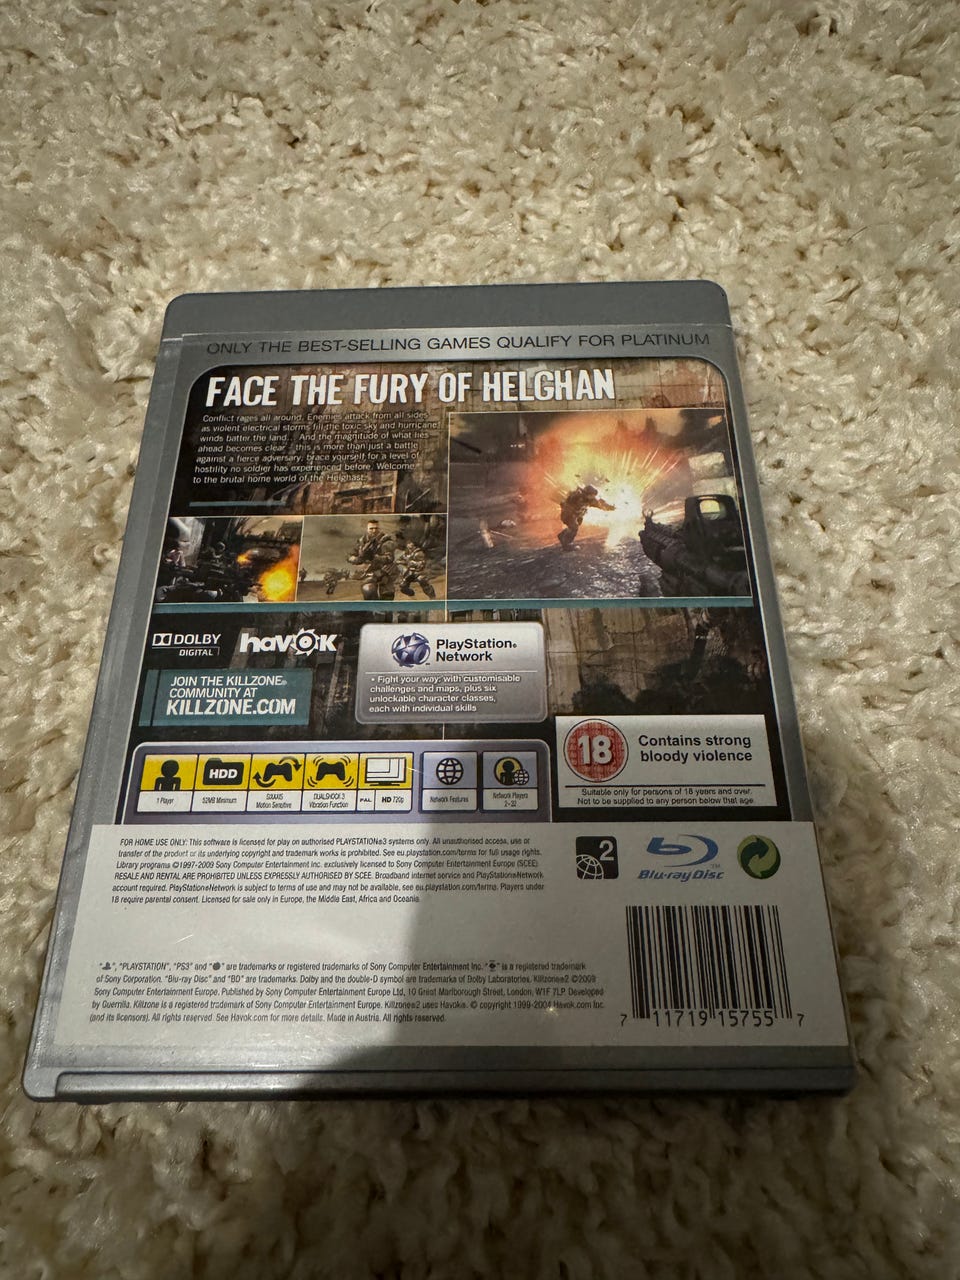 ONLY THE BEST-SELLING GAMES QUALIFY FOR PLATINUM
FACE THE FURY OF HELGHAN
Conflict rages all around. Enemies attack from all sides
as violent electrical storms fill the toxic sky and hurricane
winds batter the land... And the magnitude of what lies
ahead becomes clear - this is more than just a battle
against a fierce adversary, brace yourself for a level of
hostility no soldier has experienced before. Welcome
to the brutal home world of the Helghast.
DOLBY
DIGITAL
havok
PlayStation®
Network
• Fight your way: with customisable
challenges and maps, plus six
unlockable character classes,
each with individual skills
JOIN THE KILLZONE®
COMMUNITY AT
KILLZONE.COM
18
Contains strong
bloody violence
Suitable only for persons of 18 years and over.
Not to be supplied to any person below that age.
HDD
1 Player
Minimum
SIXAXIS
Motion Sensitive
DUALSHOCK 3
Vibration Function
PAL
HD 720p
Network Features
Network Players
2-32
FOR HOME USE ONLY: This software is licensed for play on authorised PLAYSTATION®3 systems only. All unauthorised access, use or
transfer of the product or its underlying copyright and trademark works is prohibited. See eu.playstation.com/terms for full usage rights.
Library programs ©1997-2009 Sony Computer Entertainment Inc. exclusively licensed to Sony Computer Entertainment Europe (SCEE).
RESALE AND RENTAL ARE PROHIBITED UNLESS EXPRESSLY AUTHORISED BY SCEE. Broadband internet service and PlayStation®Network
account required. PlayStation®Network is subject to terms of use and may not be available, see eu.playstation.com/terms. Players under
18 require parental consent. Licensed for sale only in Europe, the Middle East, Africa and Oceania.
2
Blu-ray Disc™
", "PLAYSTATION", "PS3" and " " are trademarks or registered trademarks of Sony Computer Entertainment Inc. " " is a registered trademark
of Sony Corporation. "Blu-ray Disc" and "BD" are trademarks. Dolby and the double-D symbol are trademarks of Dolby Laboratories. Killzone®2 ©2009
Sony Computer Entertainment Europe. Published by Sony Computer Entertainment Europe Ltd, 10 Great Marlborough Street, London, W1F 7LP. Developed
by Guerrilla. Killzone is a registered trademark of Sony Computer Entertainment Europe. Killzone®2 uses Havok®. © copyright 1999-2004 Havok.com Inc.
(and its licensors). All rights reserved. See Havok.com for more details. Made in Austria. All rights reserved.
7 11719 15755 7